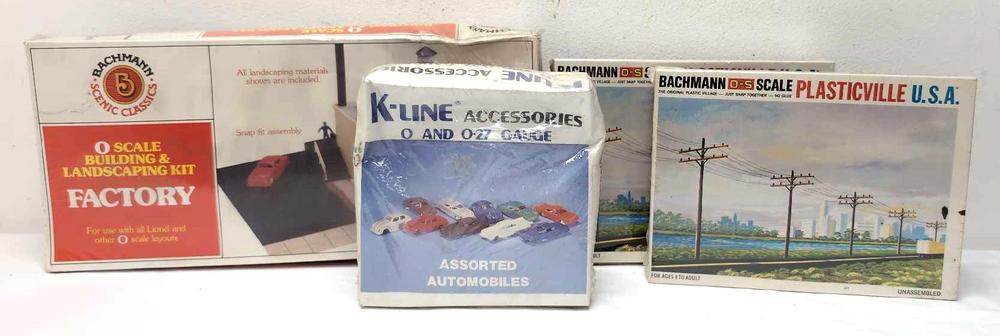 BACHMANN
SCENIC CLASSICS
O SCALE
BUILDING &
LANDSCAPING KIT
FACTORY
For use with all Lionel and
other O scale layouts
All landscaping materials
shown are included.
Snap fit assembly
ACCESSORIES
K-LINE® ACCESSORIES
O AND O-27 GAUGE
ASSORTED
AUTOMOBILES
BACHMANN O-S SC
BACHMANN O-S SCALE PLASTICVILLE U.S.A.
THE ORIGINAL PLASTIC VILLAGE — JUST SNAP TOGETHER — NO GLUE
FOR AGES 8 TO ADULT
UNASSEMBLED